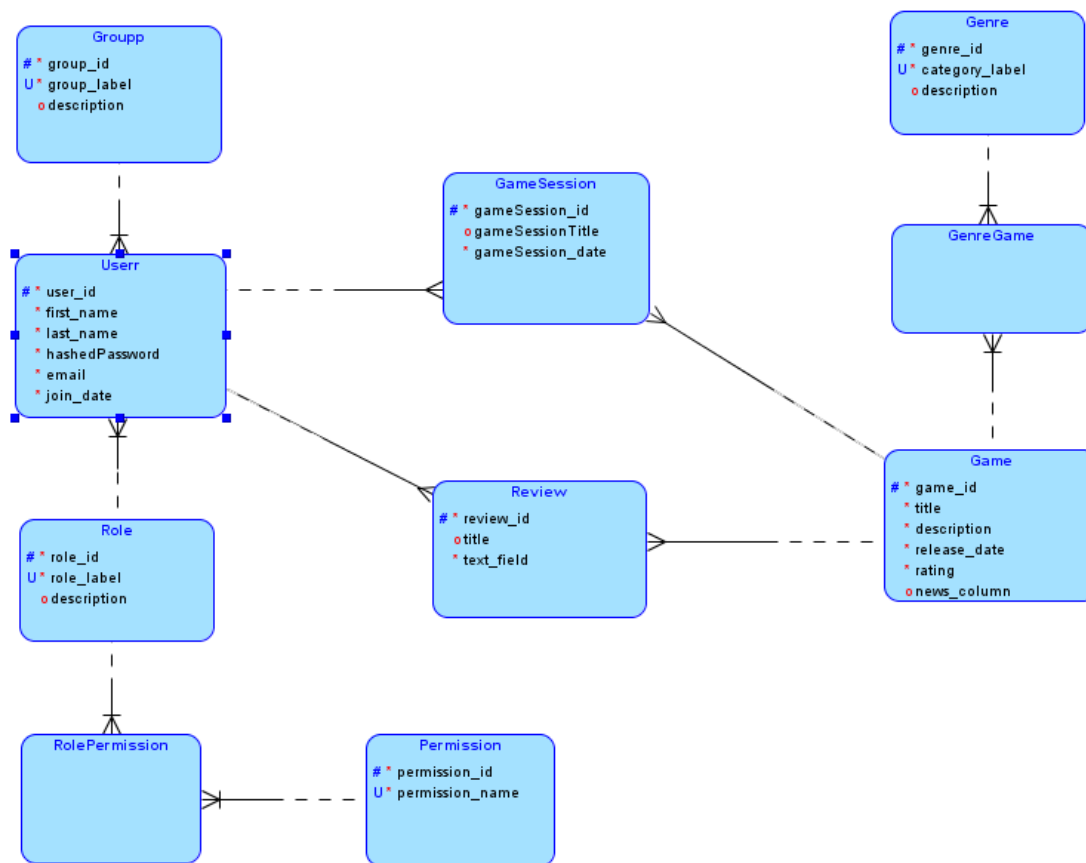 Groupp
# * group_id
U * group_label
o description
Genre
# * genre_id
U * category_label
o description
GameSession
# * gameSession_id
o gameSessionTitle
* gameSession_date
GenreGame
Userr
# * user_id
* first_name
* last_name
* hashedPassword
* email
* join_date
Game
# * game_id
* title
* description
* release_date
* rating
o news_column
Review
# * review_id
o title
* text_field
Role
# * role_id
U * role_label
o description
RolePermission
Permission
# * permission_id
U * permission_name